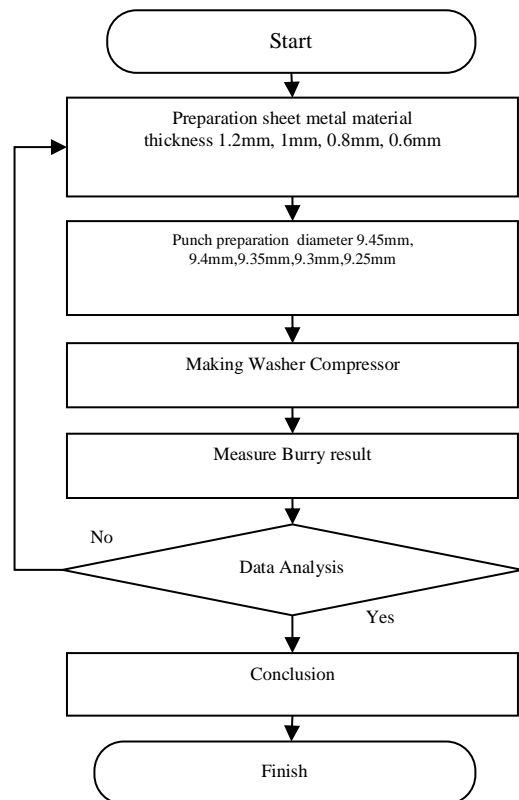 Start
Preparation sheet metal material
thickness 1.2mm, 1mm, 0.8mm, 0.6mm
Punch preparation diameter 9.45mm,
9.4mm,9.35mm,9.3mm,9.25mm
Making Washer Compressor
Measure Burry result
No
Data Analysis
Yes
Conclusion
Finish